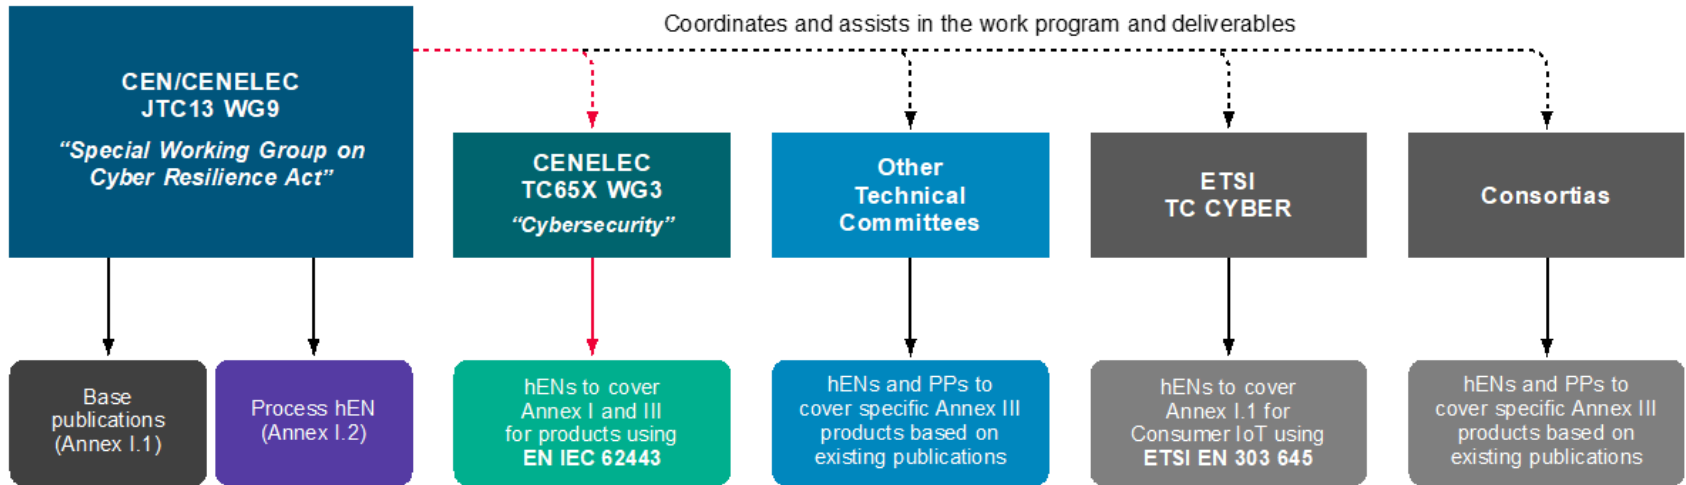 Coordinates and assists in the work program and deliverables
CEN/CENELEC
JTC13 WG9
“Special Working Group on
Cyber Resilience Act”
CENELEC
TC65X WG3
“Cybersecurity”
Other
Technical
Committees
ETSI
TC CYBER
Consortias
Base
publications
(Annex I.1)
Process hEN
(Annex I.2)
hENs to cover
Annex I and III
for products using
EN IEC 62443
hENs and PPs to
cover specific Annex III
products based on
existing publications
hENs to cover
Annex I.1 for
Consumer IoT using
ETSI EN 303 645
hENs and PPs to
cover specific Annex III
products based on
existing publications